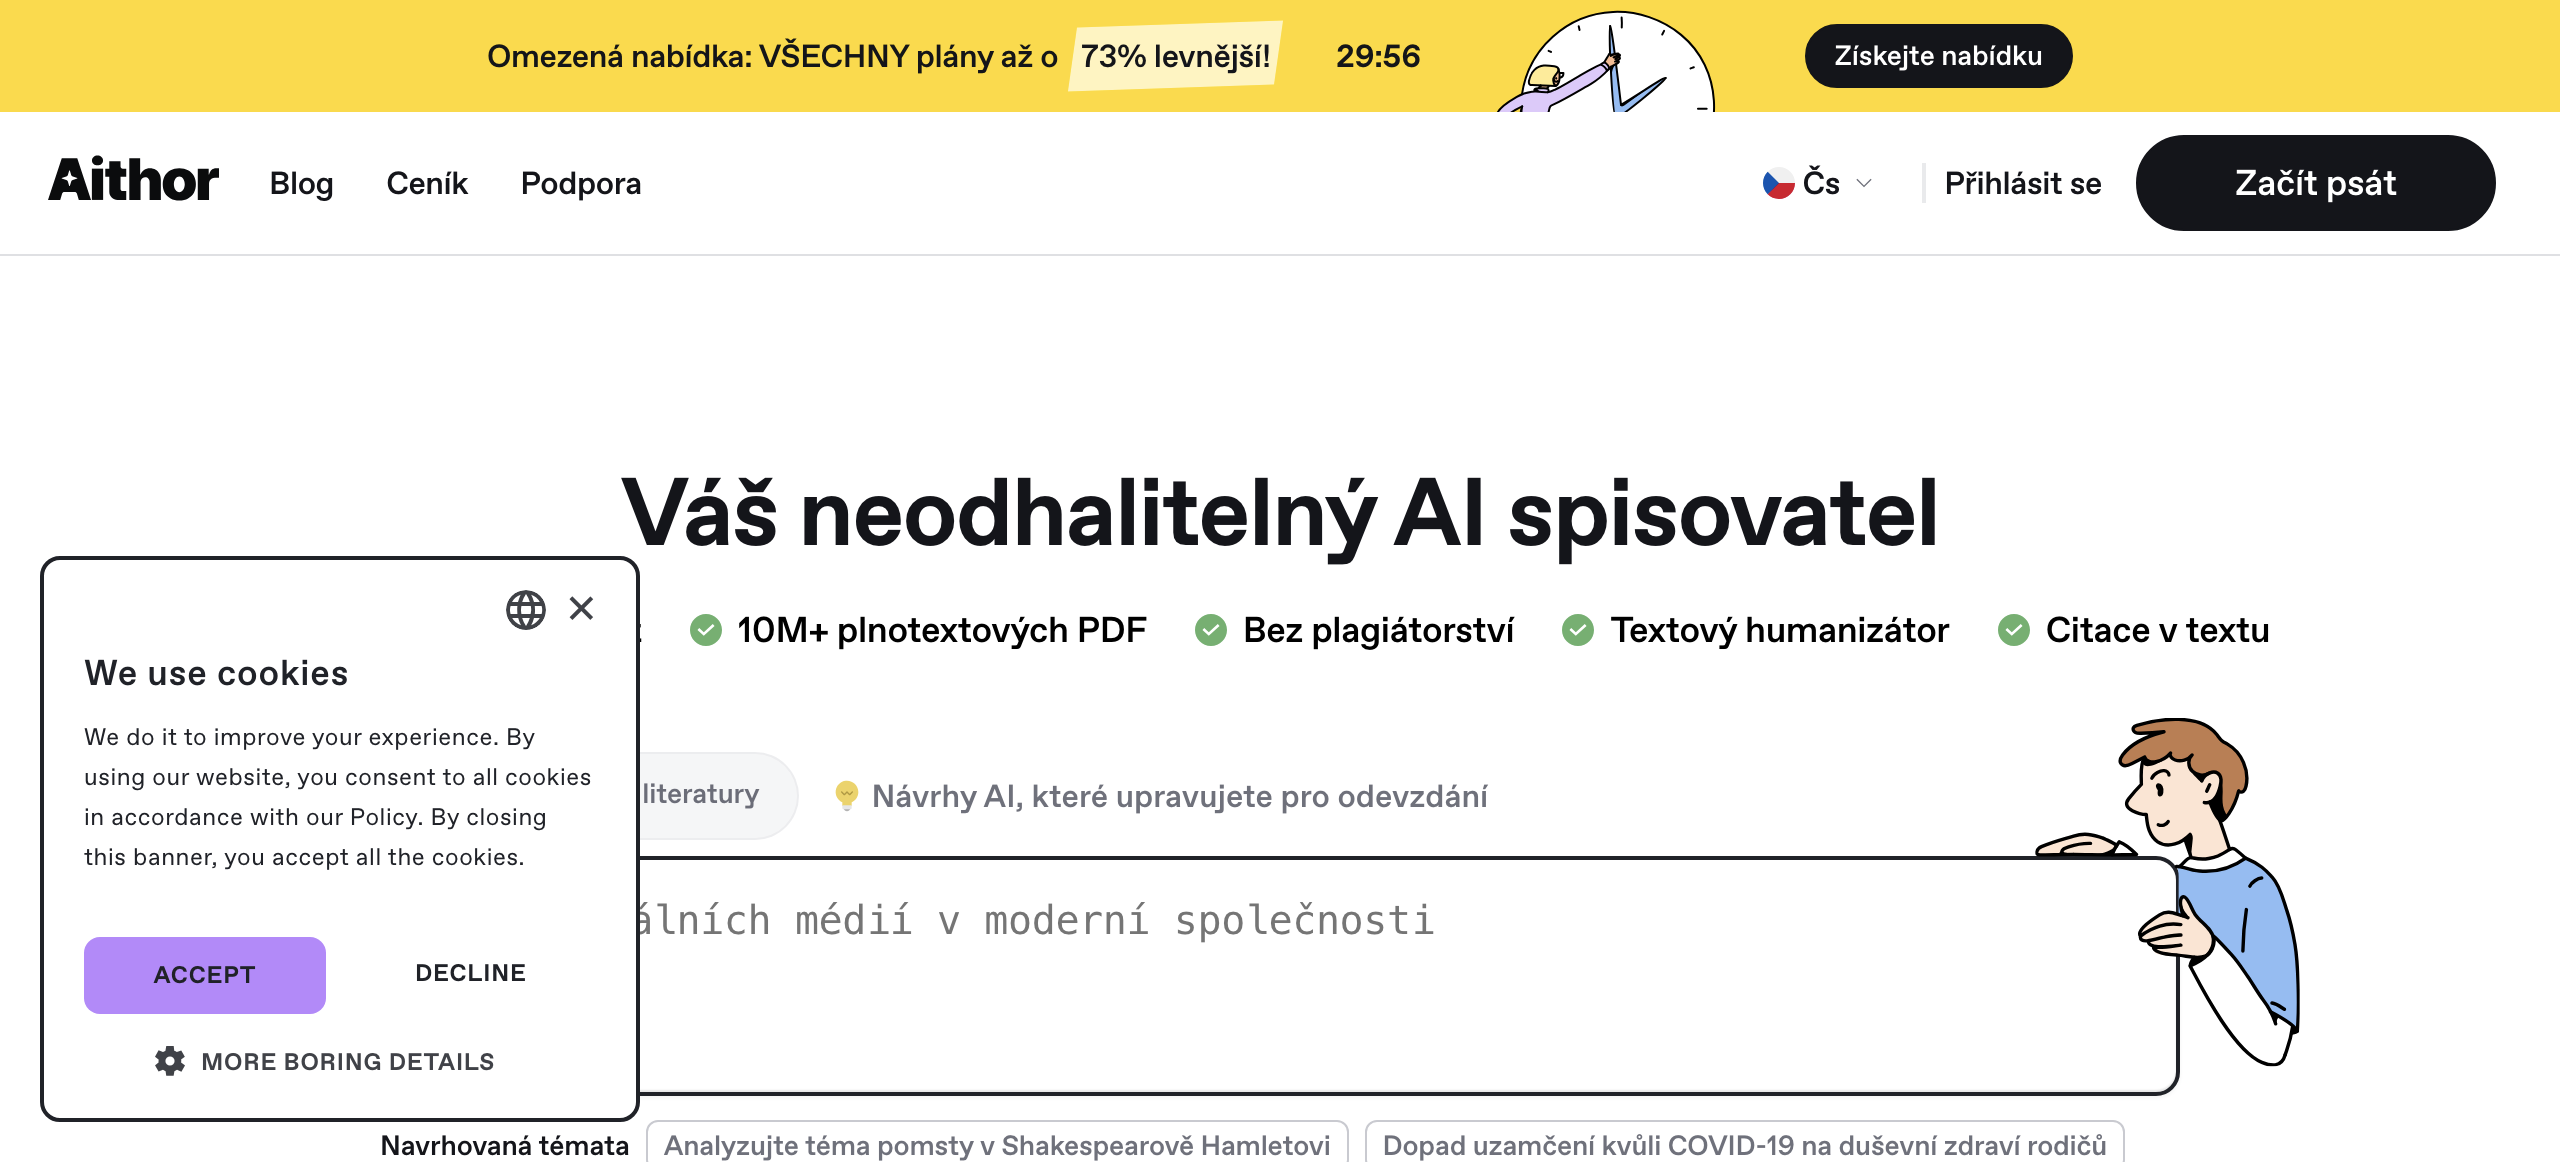 Omezená nabídka: VŠECHNY plány až o 73% levnější! 29:56 Získejte nabídku
Aithor Blog Ceník Podpora Čs Přihlásit se Začít psát
Váš neodhalitelný AI spisovatel
10M+ plnotextových PDF Bez plagiátorství Textový humanizátor Citace v textu
We use cookies
We do it to improve your experience. By
using our website, you consent to all cookies
in accordance with our Policy. By closing
this banner, you accept all the cookies.
ACCEPT DECLINE
MORE BORING DETAILS
literatury Návrhy AI, které upravujete pro odevzdání
álních médií v moderní společnosti
Navrhovaná témata Analyzujte téma pomsty v Shakespearově Hamletovi Dopad uzamčení kvůli COVID-19 na duševní zdraví rodičů